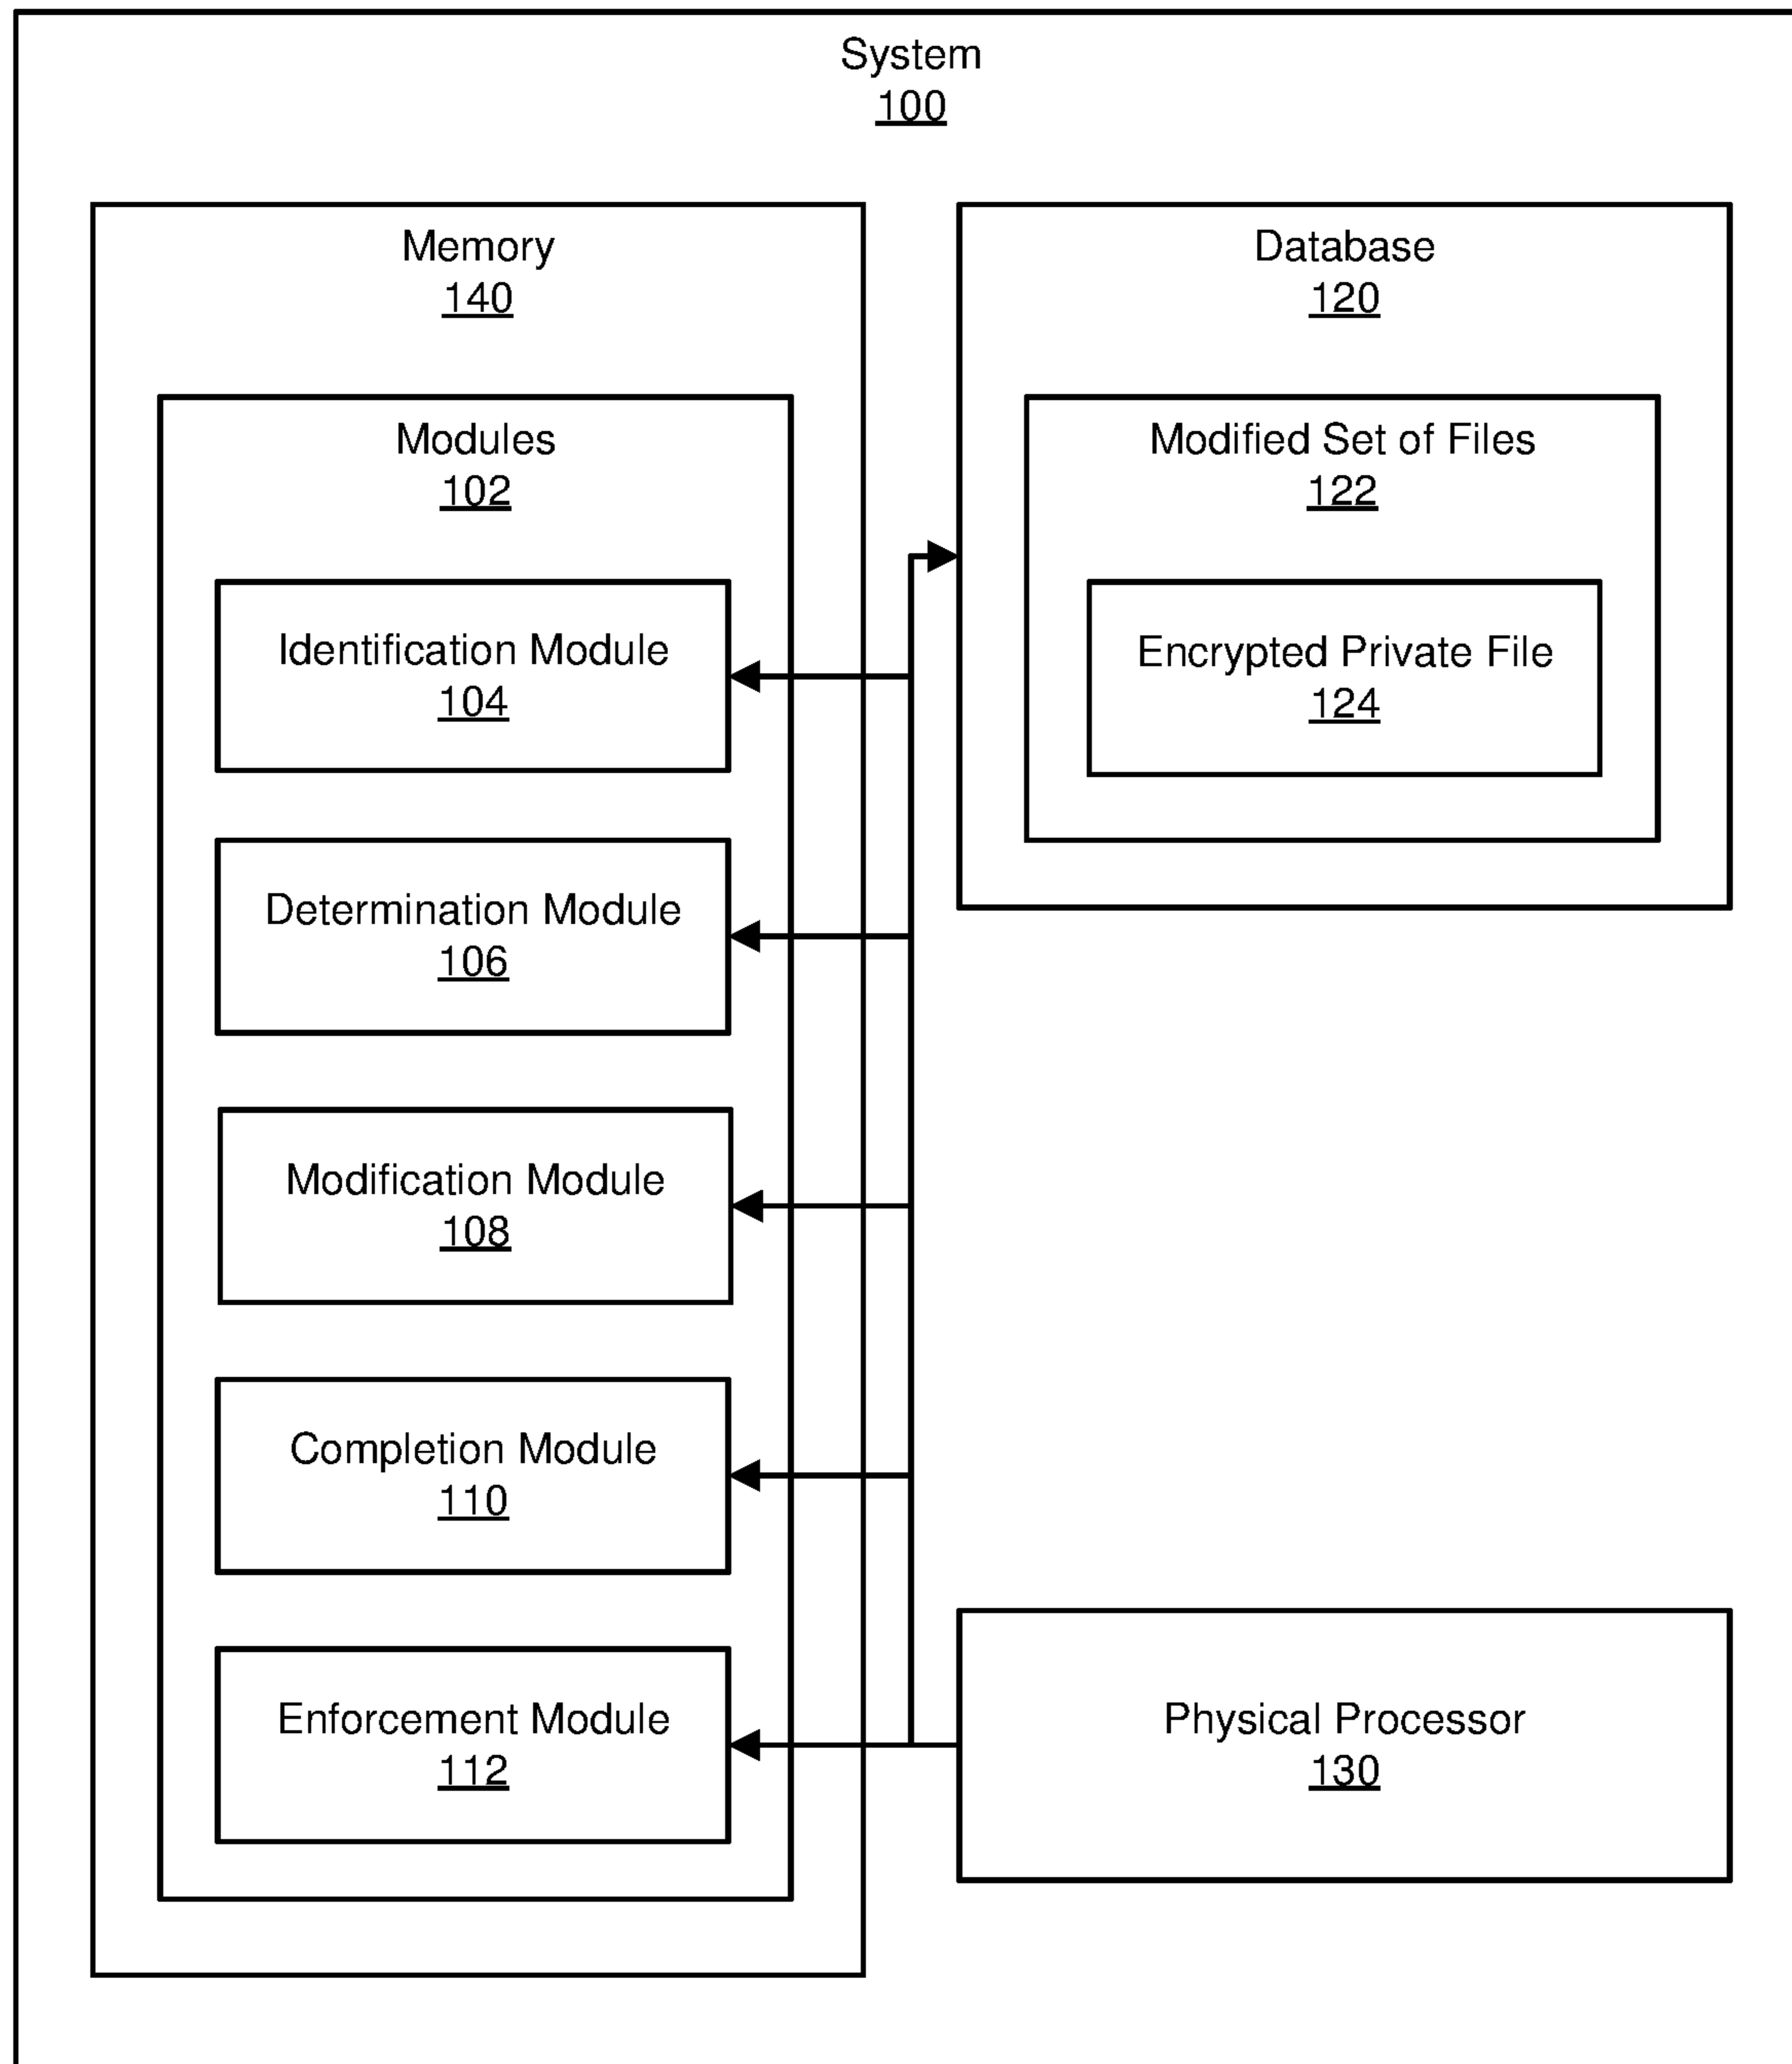 System
100
Memory
140
Modules
102
Identification Module
104
Determination Module
106
Modification Module
108
Completion Module
110
Enforcement Module
112
Database
120
Modified Set of Files
122
Encrypted Private File
124
Physical Processor
130